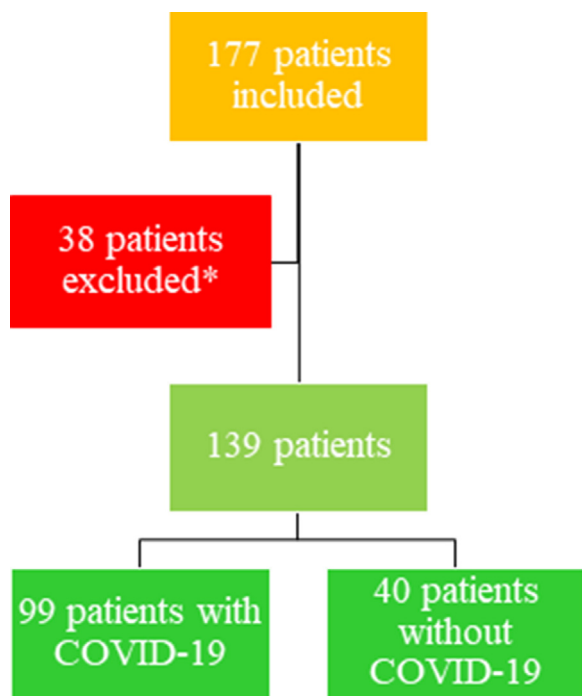 177 patients
included
38 patients
excluded*
139 patients
99 patients with
COVID-19
40 patients
without
COVID-19